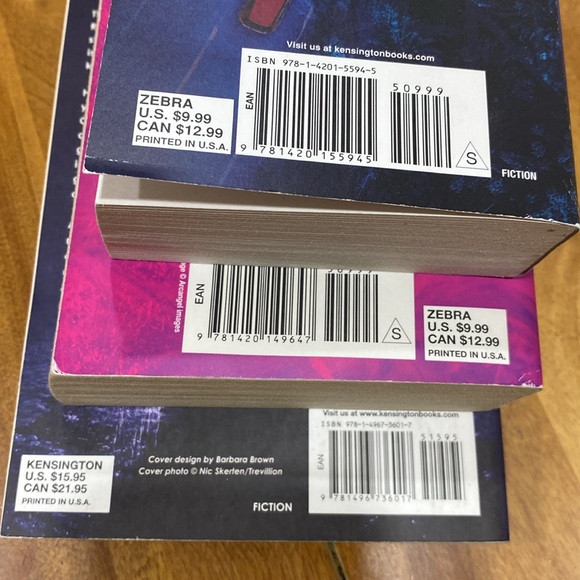 Visit us at kensingtonbooks.com
ISBN 978-1-4201-5594-5
50999
ZEBRA
U.S. $9.99
CAN $12.99
PRINTED IN U.S.A.
EAN
9 781420 155945
S
FICTION
EAN
9 781420 149647
S
ZEBRA
U.S. $9.99
CAN $12.99
PRINTED IN U.S.A.
© Arcangel Images
Visit us at www.kensingtonbooks.com
ISBN 978-1-4967-3601-7
51595
EAN
9 781496 736017
Cover design by Barbara Brown
Cover photo © Nic Skerten/Trevillion
KENSINGTON
U.S. $15.95
CAN $21.95
PRINTED IN U.S.A.
FICTION